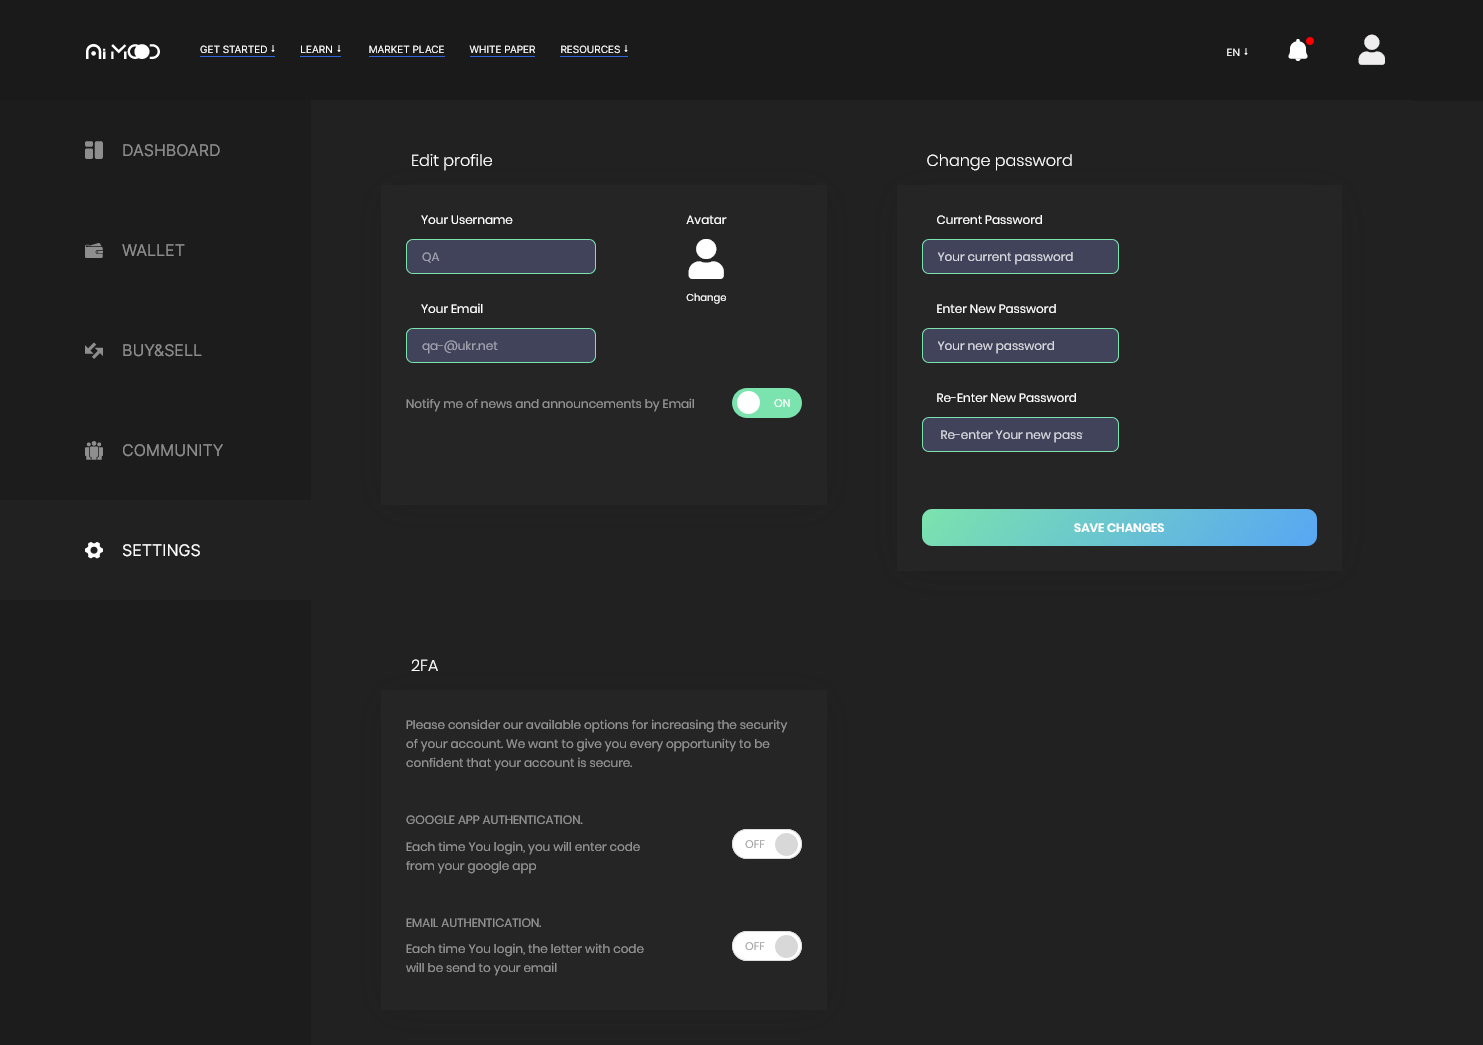 Ai MOOD
GET STARTED ↓
LEARN ↓
MARKET PLACE
WHITE PAPER
RESOURCES ↓
EN ↓
DASHBOARD
WALLET
BUY&SELL
COMMUNITY
SETTINGS
Edit profile
Your Username
QA
Avatar
Change
Your Email
qa-@ukr.net
Notify me of news and announcements by Email
ON
Change password
Current Password
Your current password
Enter New Password
Your new password
Re-Enter New Password
Re-enter Your new pass
SAVE CHANGES
2FA
Please consider our available options for increasing the security
of your account. We want to give you every opportunity to be
confident that your account is secure.
GOOGLE APP AUTHENTICATION.
Each time You login, you will enter code
from your google app
OFF
EMAIL AUTHENTICATION.
Each time You login, the letter with code
will be send to your email
OFF